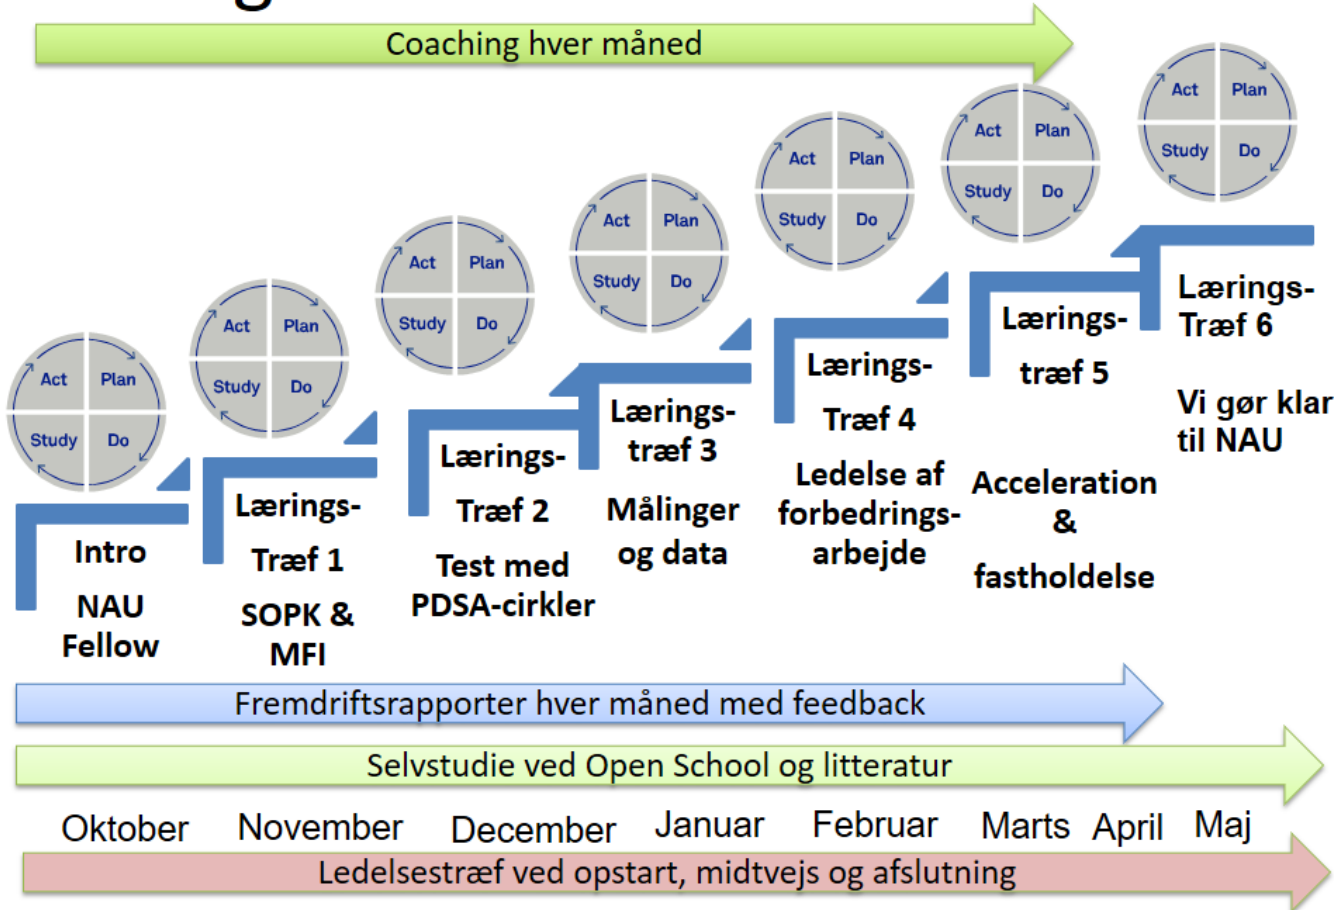 Coaching hver måned
Act Plan
Study Do
Act Plan
Study Do
Act Plan
Study Do
Act Plan
Study Do
Act Plan
Study Do
Act Plan
Study Do
Act Plan
Study Do
Intro
NAU
Fellow
Lærings-
Træf 1
SOPK &
MFI
Lærings-
Træf 2
Test med
PDSA-cirkler
Lærings-
træf 3
Målinger
og data
Lærings-
Træf 4
Ledelse af
forbedrings-
arbejde
Lærings-
træf 5
Acceleration
&
fastholdelse
Lærings-
Træf 6
Vi gør klar
til NAU
Fremdriftsrapporter hver måned med feedback
Selvstudie ved Open School og litteratur
Oktober November December Januar Februar Marts April Maj
Ledelsestræf ved opstart, midtvejs og afslutning